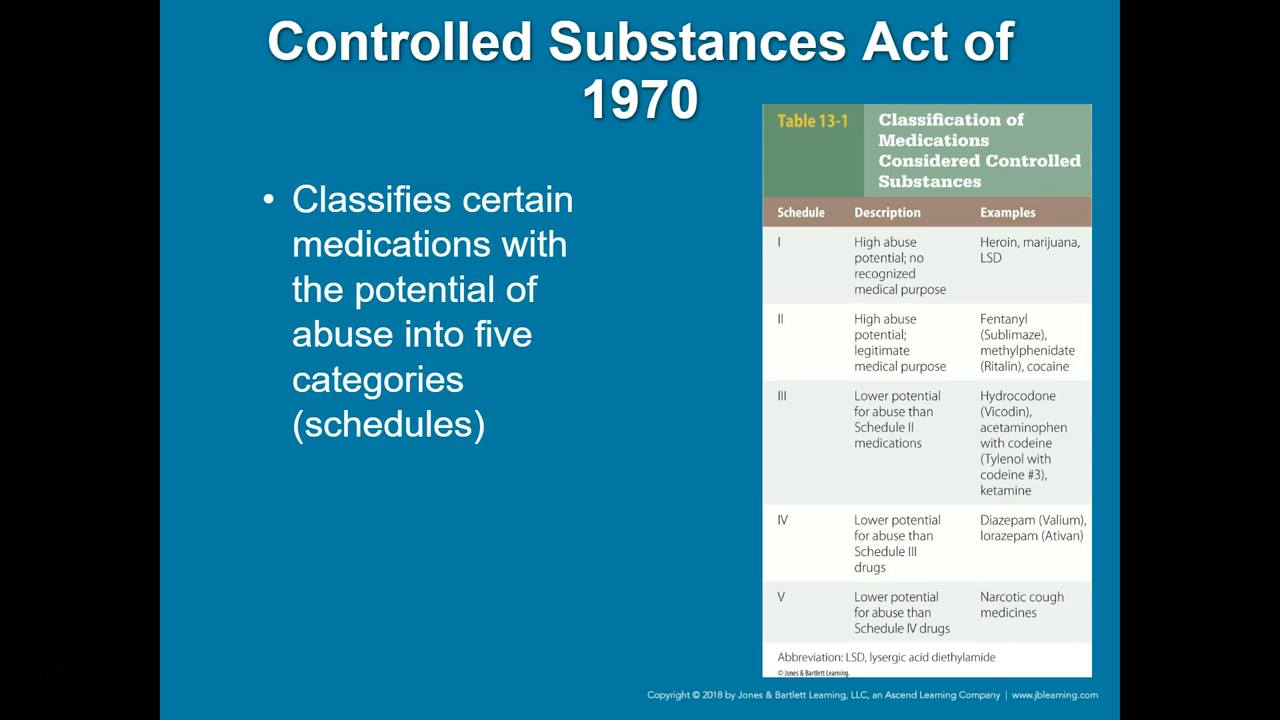 Controlled Substances Act of
1970
• Classifies certain
medications with
the potential of
abuse into five
categories
(schedules)
Table 13-1
Classification of
Medications
Considered Controlled
Substances
Schedule Description Examples
I
High abuse
potential; no
recognized
medical purpose
Heroin, marijuana,
LSD
II
High abuse
potential;
legitimate
medical purpose
Fentanyl
(Sublimaze),
methylphenidate
(Ritalin), cocaine
III
Lower potential
for abuse than
Schedule II
medications
Hydrocodone
(Vicodin),
acetaminophen
with codeine
(Tylenol with
codeine #3),
ketamine
IV
Lower potential
for abuse than
Schedule III
drugs
Diazepam (Valium),
lorazepam (Ativan)
V
Lower potential
for abuse than
Schedule IV drugs
Narcotic cough
medicines
Abbreviation: LSD, lysergic acid diethylamide
© Jones & Bartlett Learning.
Copyright © 2018 by Jones & Bartlett Learning, LLC, an Ascend Learning Company | www.jblearning.com